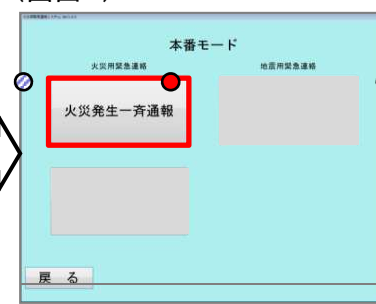 本番モード
火災用緊急連絡
地震用緊急連絡
火災発生一斉通報
戻 る